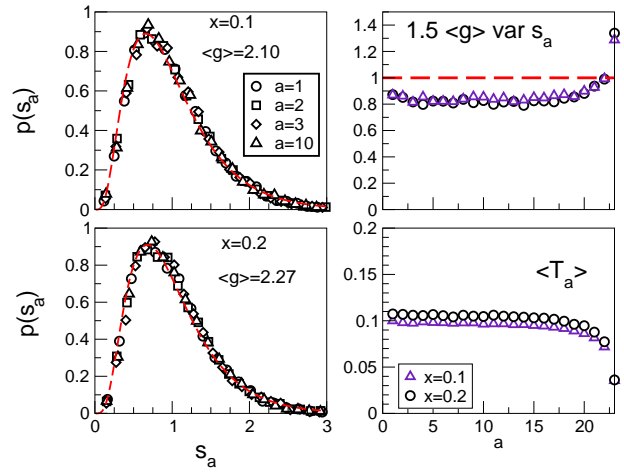 x=0.1
<g>=2.10
a=1
a=2
a=3
a=10
p(s_a)
0
0.2
0.4
0.6
0.8
1
1.5 <g> var s_a
0
0.2
0.4
0.6
0.8
1
1.2
1.4
x=0.2
<g>=2.27
p(s_a)
0
0.2
0.4
0.6
0.8
1
0 1 2 3
s_a
<T_a>
0
0.05
0.1
0.15
0.2
x=0.1
x=0.2
0 5 10 15 20
a